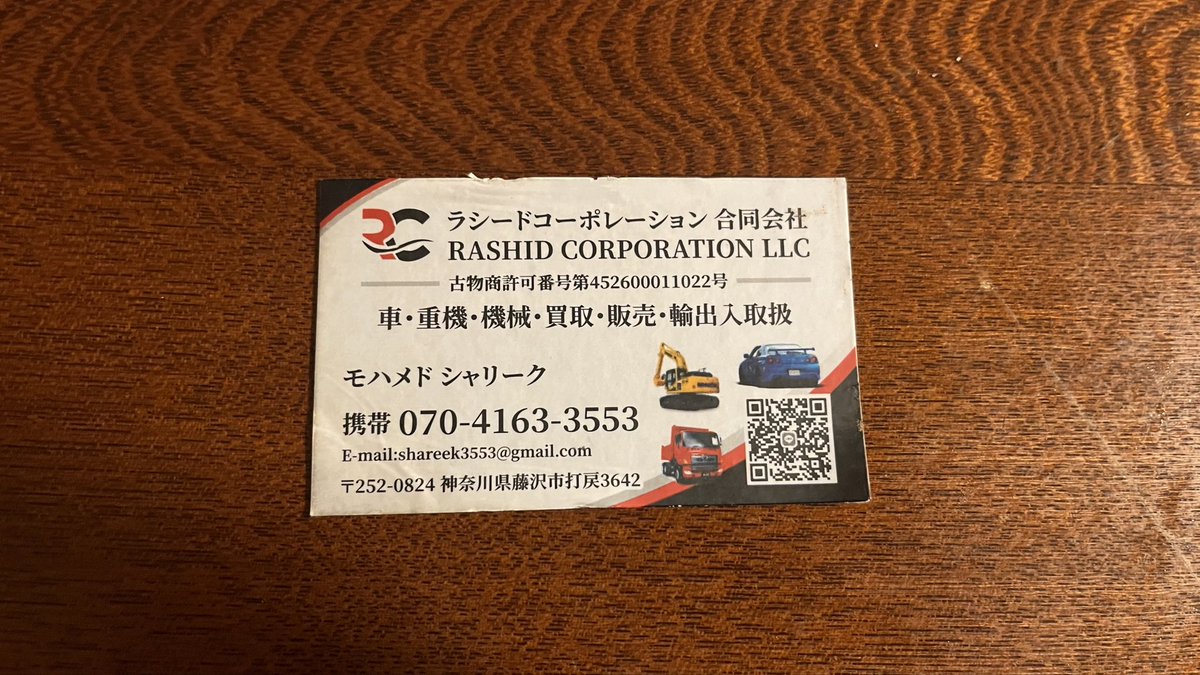 RC
ラシードコーポレーション 合同会社
RASHID CORPORATION LLC
古物商許可番号第452600011022号
車・重機・機械・買取・販売・輸出入取扱
モハメド シャリーク
携帯 070-4163-3553
E-mail:shareek3553@gmail.com
〒252-0824 神奈川県藤沢市打戻3642